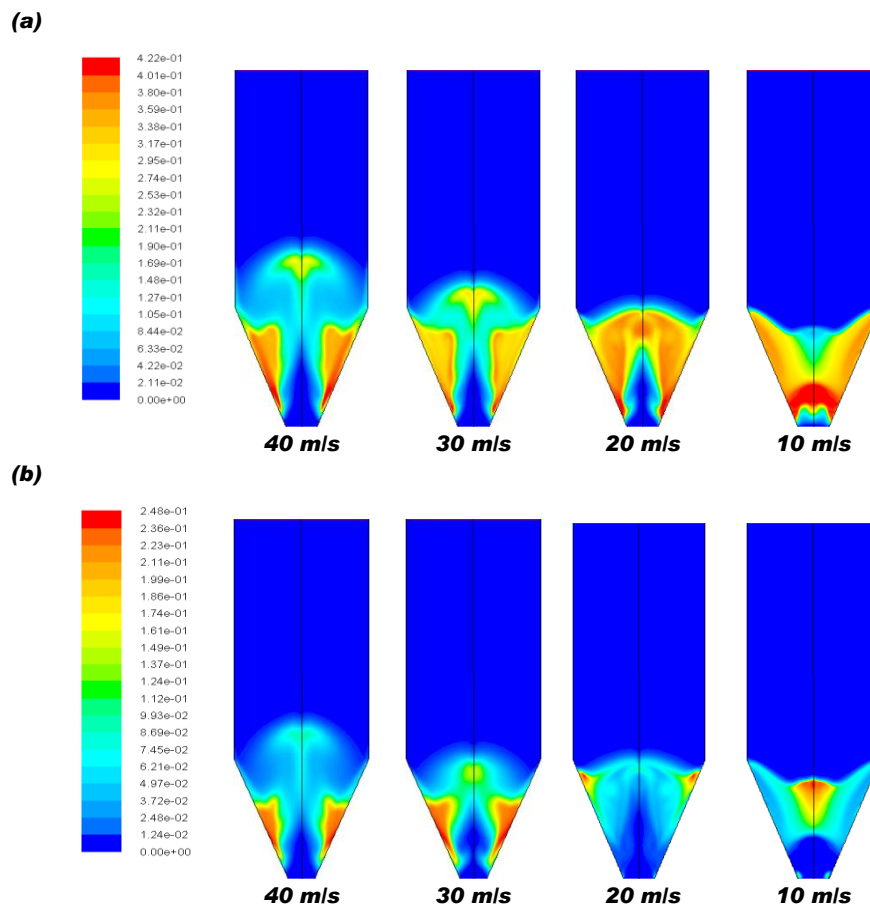 (a)
4.22e-01
4.01e-01
3.80e-01
3.59e-01
3.38e-01
3.17e-01
2.95e-01
2.74e-01
2.53e-01
2.32e-01
2.11e-01
1.90e-01
1.69e-01
1.48e-01
1.27e-01
1.05e-01
8.44e-02
6.33e-02
4.22e-02
2.11e-02
0.00e+00
40 m/s 30 m/s 20 m/s 10 m/s
(b)
2.48e-01
2.36e-01
2.23e-01
2.11e-01
1.99e-01
1.86e-01
1.74e-01
1.61e-01
1.49e-01
1.37e-01
1.24e-01
1.12e-01
9.93e-02
8.69e-02
7.45e-02
6.21e-02
4.97e-02
3.72e-02
2.48e-02
1.24e-02
0.00e+00
40 m/s 30 m/s 20 m/s 10 m/s